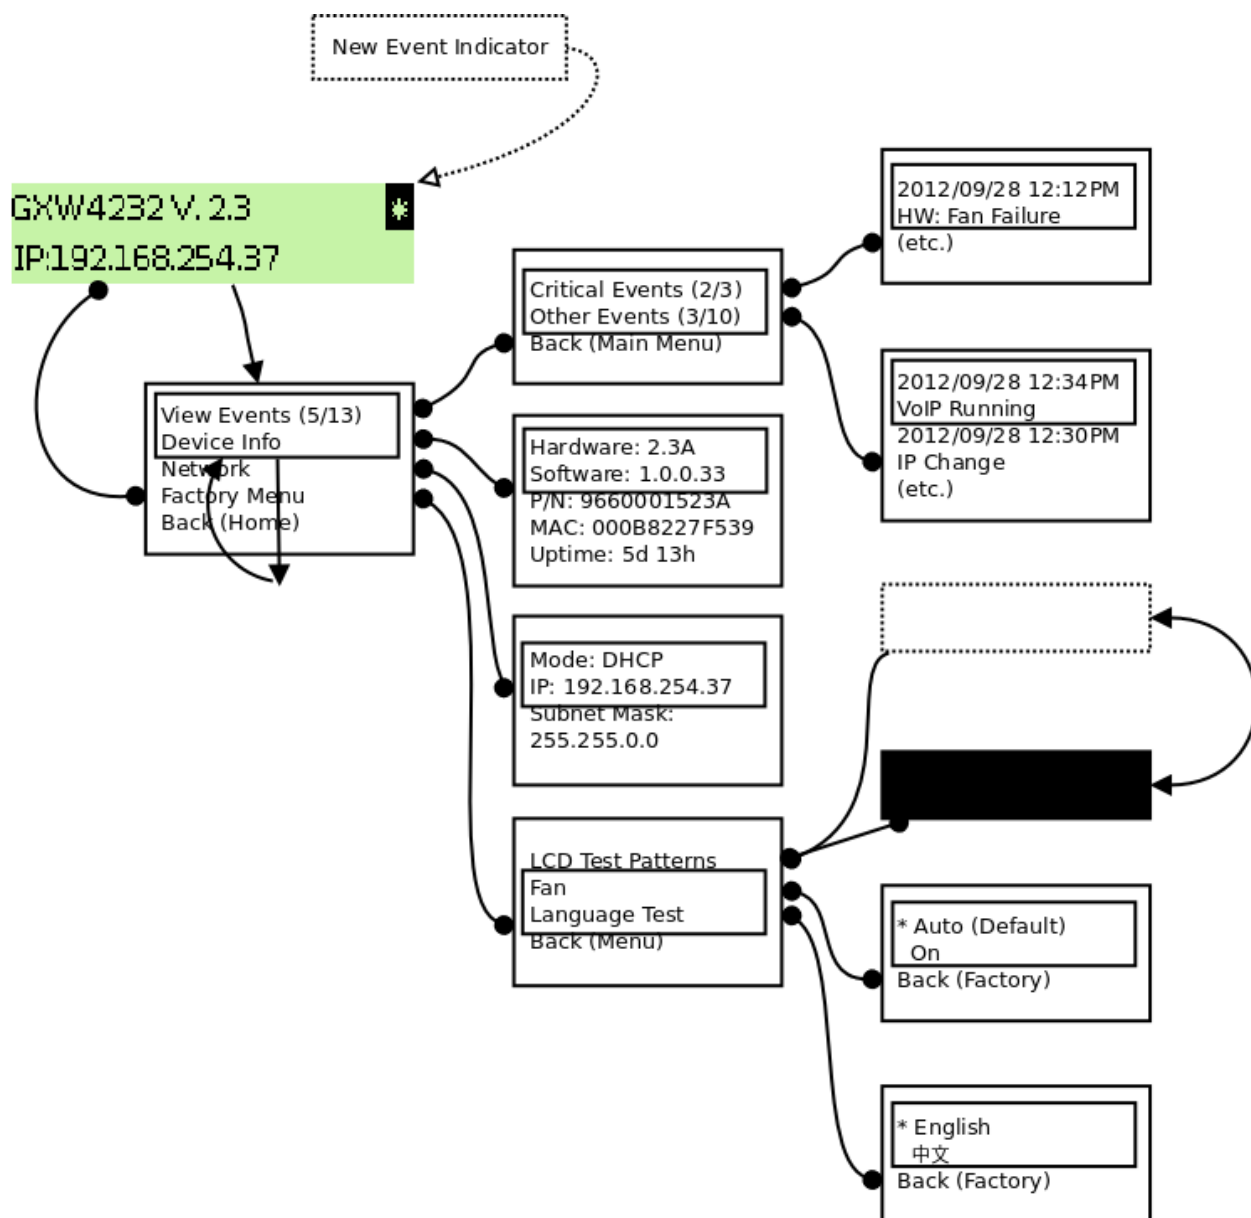 New Event Indicator
GXW4232 V. 2.3 *
IP:192.168.254.37
View Events (5/13)
Device Info
Network
Factory Menu
Back (Home)
Critical Events (2/3)
Other Events (3/10)
Back (Main Menu)
Hardware: 2.3A
Software: 1.0.0.33
P/N: 9660001523A
MAC: 000B8227F539
Uptime: 5d 13h
Mode: DHCP
IP: 192.168.254.37
Subnet Mask:
255.255.0.0
LCD Test Patterns
Fan
Language Test
Back (Menu)
2012/09/28 12:12PM
HW: Fan Failure
(etc.)
2012/09/28 12:34PM
VoIP Running
2012/09/28 12:30PM
IP Change
(etc.)
* Auto (Default)
On
Back (Factory)
* English
中文
Back (Factory)